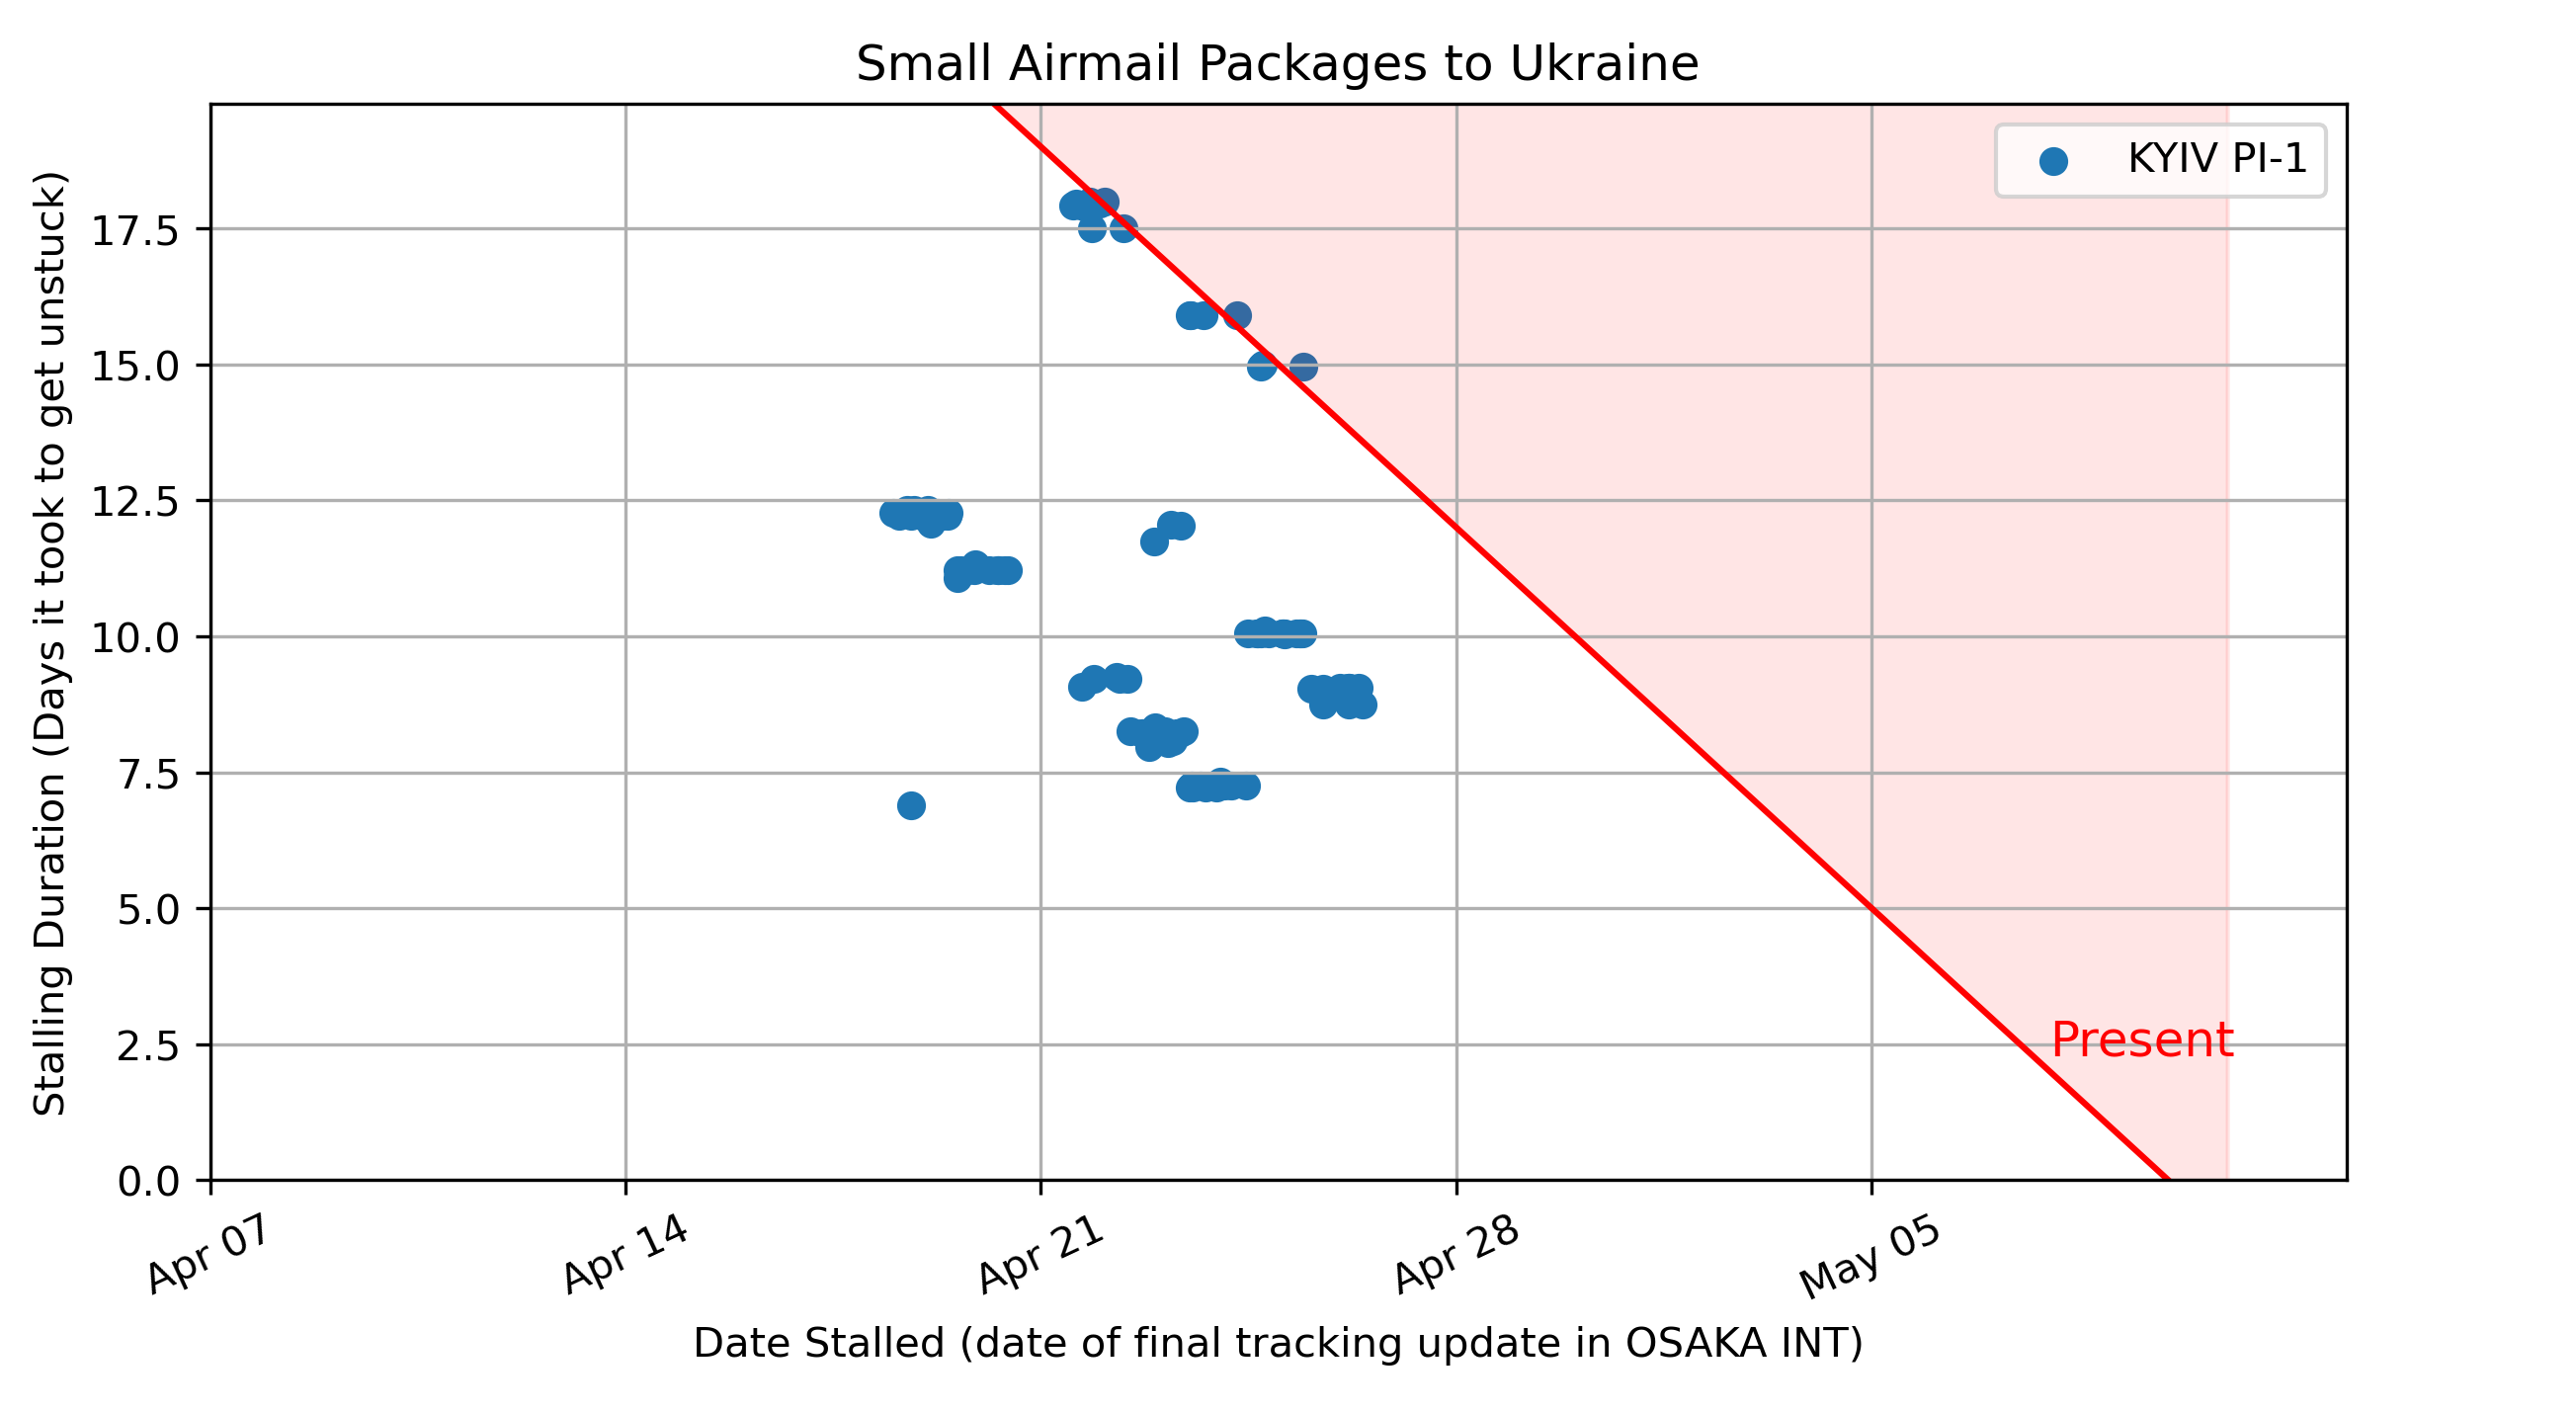 Small Airmail Packages to Ukraine
KYIV PI-1
Stalling Duration (Days it took to get unstuck)
17.5
15.0
12.5
10.0
7.5
5.0
2.5
0.0
Present
Apr 07
Apr 14
Apr 21
Apr 28
May 05
Date Stalled (date of final tracking update in OSAKA INT)